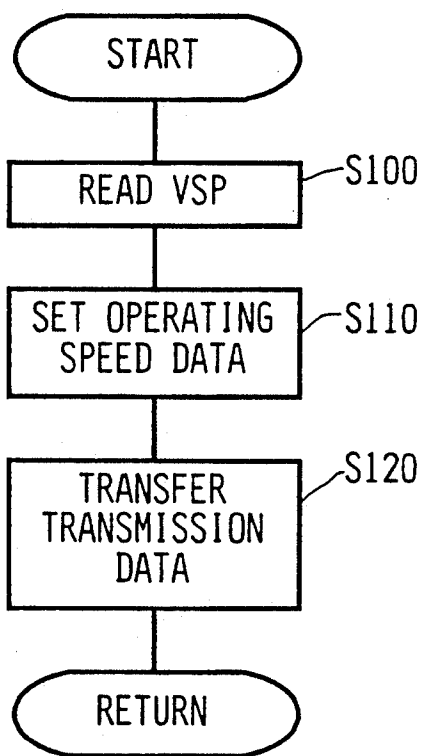 START
READ VSP
S100
SET OPERATING
SPEED DATA
S110
TRANSFER
TRANSMISSION
DATA
S120
RETURN